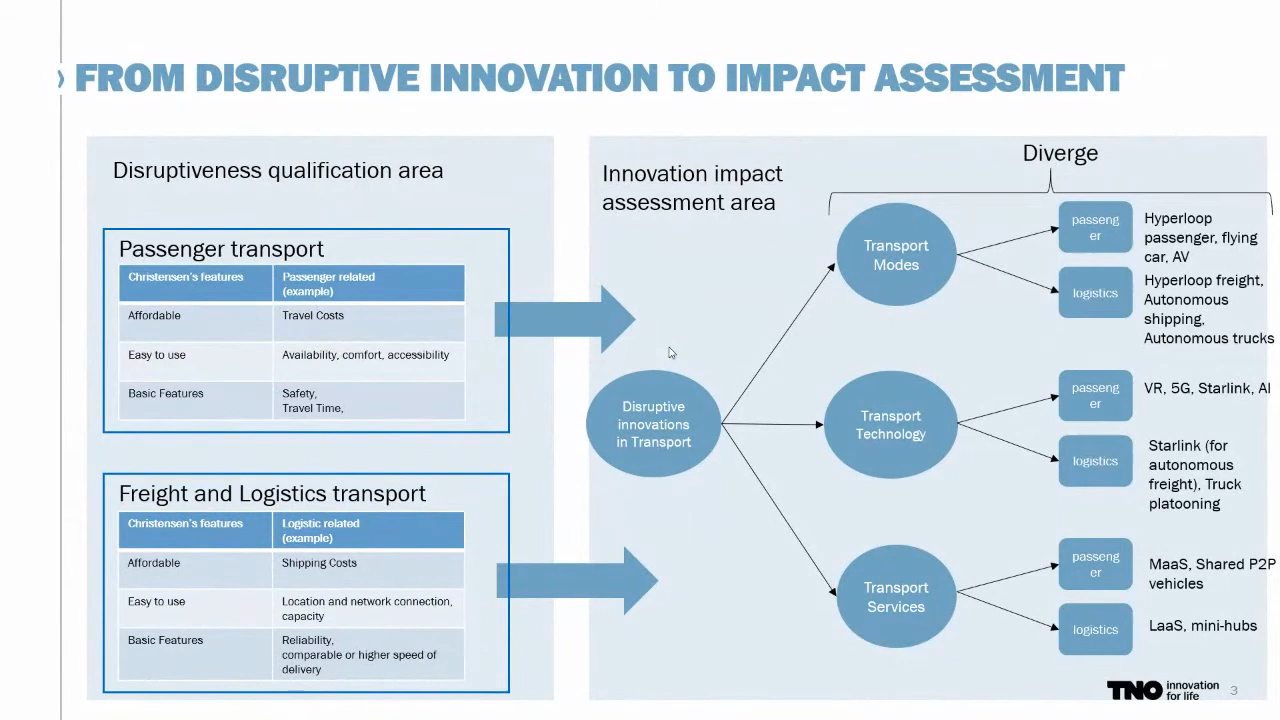 FROM DISRUPTIVE INNOVATION TO IMPACT ASSESSMENT
Disruptiveness qualification area
Passenger transport
Christensen's features
Passenger related
(example)
Affordable
Travel Costs
Easy to use
Availability, comfort, accessibility
Basic Features
Safety,
Travel Time,
Freight and Logistics transport
Christensen's features
Logistic related
(example)
Affordable
Shipping Costs
Easy to use
Location and network connection,
capacity
Basic Features
Reliability,
comparable or higher speed of
delivery
Innovation impact
assessment area
Diverge
Disruptive
innovations
in Transport
Transport
Modes
passeng
er
Hyperloop
passenger, flying
car, AV
logistics
Hyperloop freight,
Autonomous
shipping,
Autonomous trucks
Transport
Technology
passeng
er
VR, 5G, Starlink, AI
logistics
Starlink (for
autonomous
freight), Truck
platooning
Transport
Services
passeng
er
MaaS, Shared P2P
vehicles
logistics
LaaS, mini-hubs
TNO innovation
for life
3